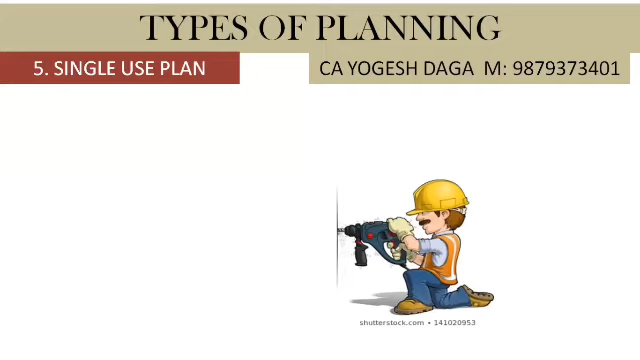 TYPES OF PLANNING
5. SINGLE USE PLAN
CA YOGESH DAGA M: 9879373401
shutterstock.com • 141020953